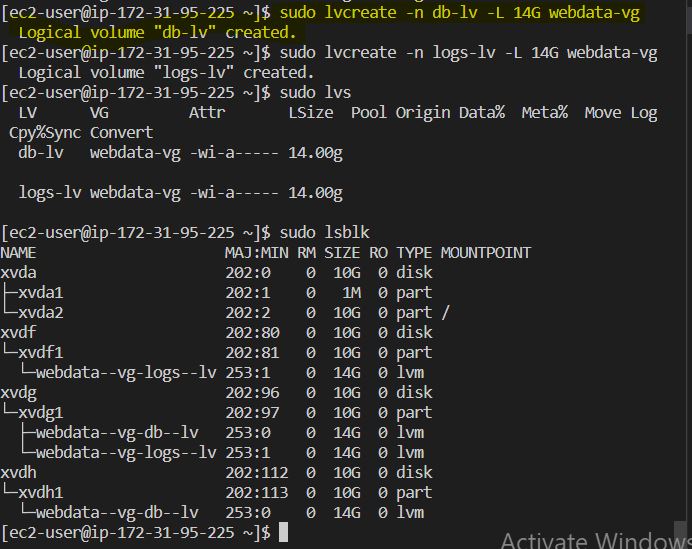 [ec2-user@ip-172-31-95-225 ~]$ sudo lvcreate -n db-lv -L 14G webdata-vg
  Logical volume "db-lv" created.
[ec2-user@ip-172-31-95-225 ~]$ sudo lvcreate -n logs-lv -L 14G webdata-vg
  Logical volume "logs-lv" created.
[ec2-user@ip-172-31-95-225 ~]$ sudo lvs
  LV      VG         Attr       LSize  Pool Origin Data%  Meta%  Move Log
 Cpy%Sync Convert
  db-lv   webdata-vg -wi-a----- 14.00g
  logs-lv webdata-vg -wi-a----- 14.00g
[ec2-user@ip-172-31-95-225 ~]$ sudo lsblk
NAME                    MAJ:MIN RM SIZE RO TYPE MOUNTPOINT
xvda                    202:0    0  10G  0 disk
├─xvda1                 202:1    0   1M  0 part
└─xvda2                 202:2    0  10G  0 part /
xvdf                    202:80   0  10G  0 disk
└─xvdf1                 202:81   0  10G  0 part
  └─webdata--vg-logs--lv 253:1    0  14G  0 lvm
xvdg                    202:96   0  10G  0 disk
└─xvdg1                 202:97   0  10G  0 part
  ├─webdata--vg-db--lv  253:0    0  14G  0 lvm
  └─webdata--vg-logs--lv 253:1    0  14G  0 lvm
xvdh                    202:112  0  10G  0 disk
└─xvdh1                 202:113  0  10G  0 part
  └─webdata--vg-db--lv  253:0    0  14G  0 lvm
[ec2-user@ip-172-31-95-225 ~]$
Activate Windows